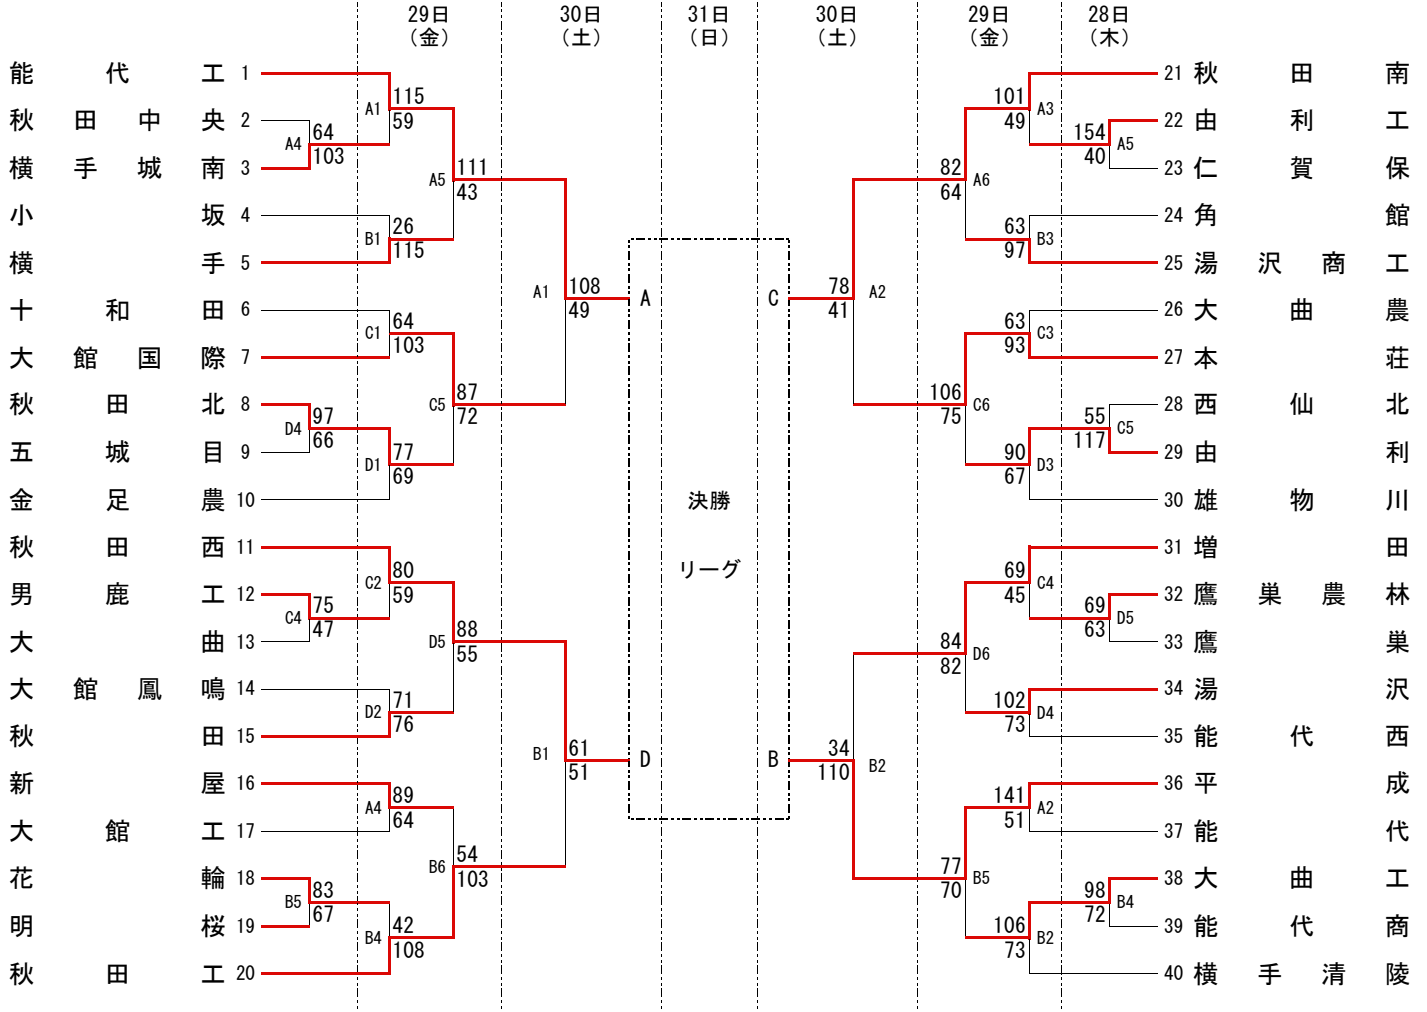 29日 30日 31日 30日 29日 28日
（金） （土） （日） （土） （金） （木）
能代工 1 21 秋田南
115 101
A1 A3
59 49
秋田中央 2 22 由利工
64 154
A4 A5
103 40
横手城南 3 23 仁賀保
111 82
A5 A6
43 64
小坂 4 24 角館
26 63
B1 B3
115 97
横手 5 25 湯沢商工
108 78
A1 A C A2
49 41
十和田 6 26 大曲農
64 63
C1 C3
103 93
大館国際 7 27 本荘
87 106
C5 C6
72 75
秋田北 8 28 西仙北
97 55
D4 C5
66 117
五城目 9 29 由利
77 90
D1 D3
69 67
金足農 10 30 雄物川
決勝
秋田西 11 31 増田
リーグ
80 69
C2 C4
59 45
男鹿工 12 32 鷹巣農林
75 69
C4 D5
47 63
大曲 13 33 鷹巣
88 84
D5 D6
55 82
大館鳳鳴 14 34 湯沢
71 102
D2 D4
76 73
秋田 15 35 能代西
61 34
B1 D B B2
51 110
新屋 16 36 平成
89 141
A4 A2
64 51
大館工 17 37 能代
54 77
B6 B5
103 70
花輪 18 38 大曲工
83 98
B5 B4
67 72
明桜 19 39 能代商
42 106
B4 B2
108 73
秋田工 20 40 横手清陵